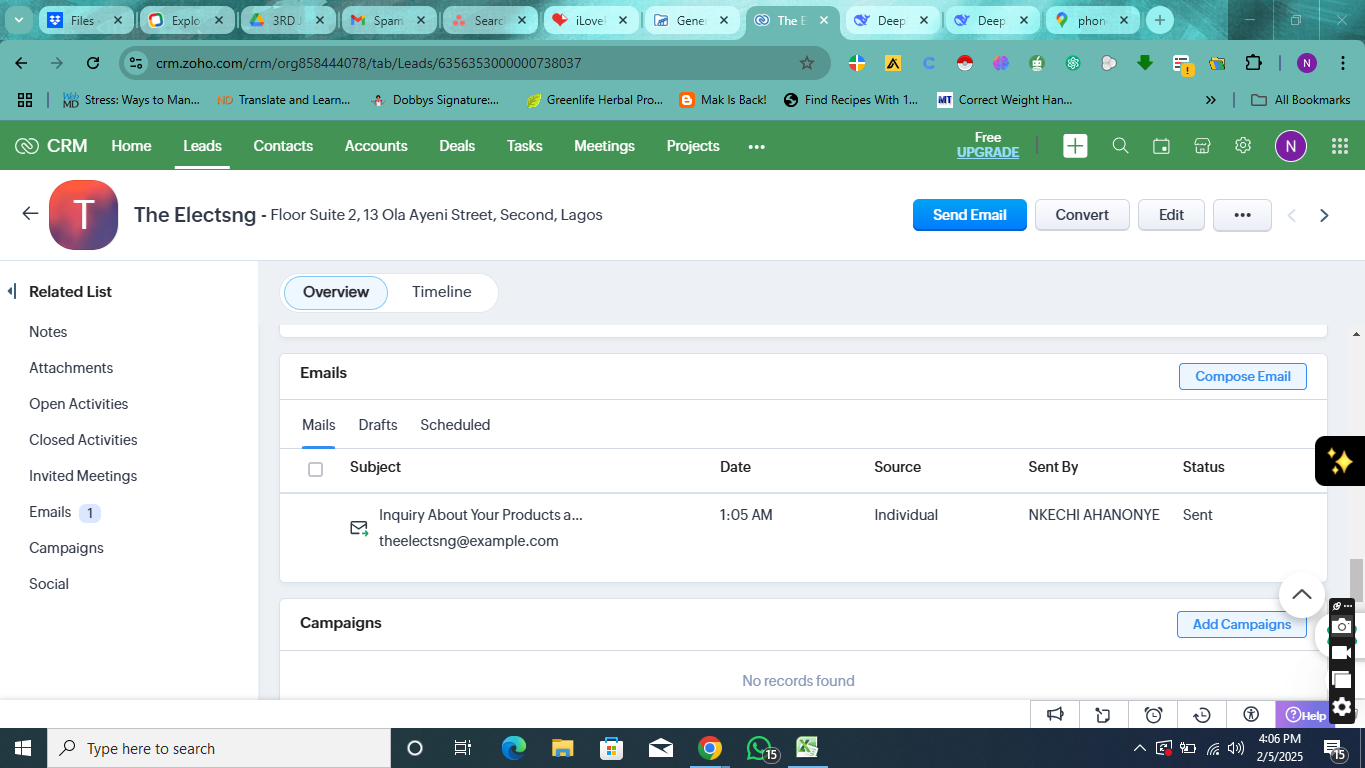 Files
Explo
3RD J
Spam
Searc
iLove
Gene
The E
Deep
Deep
phon
crm.zoho.com/crm/org858444078/tab/Leads/6356353000000738037
N
Stress: Ways to Man...
Translate and Learn...
Dobbys Signature:...
Greenlife Herbal Pro...
Mak Is Back!
Find Recipes With 1...
MT Correct Weight Han...
»
All Bookmarks
CRM
Home
Leads
Contacts
Accounts
Deals
Tasks
Meetings
Projects
Free
UPGRADE
N
T
The Electsng - Floor Suite 2, 13 Ola Ayeni Street, Second, Lagos
Send Email
Convert
Edit
Related List
Overview
Timeline
Notes
Attachments
Open Activities
Closed Activities
Invited Meetings
Emails 1
Campaigns
Social
Emails
Compose Email
Mails
Drafts
Scheduled
Subject
Date
Source
Sent By
Status
Inquiry About Your Products a...
1:05 AM
Individual
NKECHI AHANONYE
Sent
theelectsng@example.com
Campaigns
Add Campaigns
No records found
Help
Type here to search
15
4:06 PM
2/5/2025
15